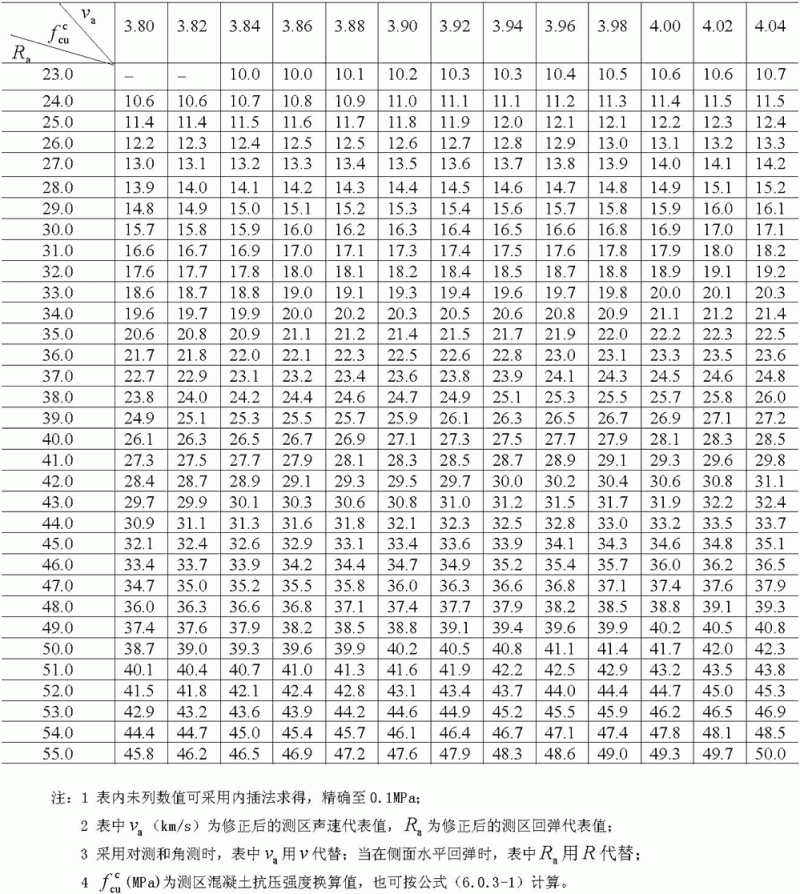 f c cu v a R a 3.80 3.82 3.84 3.86 3.88 3.90 3.92 3.94 3.96 3.98 4.00 4.02 4.04
23.0 – – 10.0 10.0 10.1 10.2 10.3 10.3 10.4 10.5 10.6 10.6 10.7
24.0 10.6 10.6 10.7 10.8 10.9 11.0 11.1 11.1 11.2 11.3 11.4 11.5 11.5
25.0 11.4 11.4 11.5 11.6 11.7 11.8 11.9 12.0 12.1 12.1 12.2 12.3 12.4
26.0 12.2 12.3 12.4 12.5 12.5 12.6 12.7 12.8 12.9 13.0 13.1 13.2 13.3
27.0 13.0 13.1 13.2 13.3 13.4 13.5 13.6 13.7 13.8 13.9 14.0 14.1 14.2
28.0 13.9 14.0 14.1 14.2 14.3 14.4 14.5 14.6 14.7 14.8 14.9 15.1 15.2
29.0 14.8 14.9 15.0 15.1 15.2 15.3 15.4 15.6 15.7 15.8 15.9 16.0 16.1
30.0 15.7 15.8 15.9 16.0 16.2 16.3 16.4 16.5 16.6 16.8 16.9 17.0 17.1
31.0 16.6 16.7 16.9 17.0 17.1 17.3 17.4 17.5 17.6 17.8 17.9 18.0 18.2
32.0 17.6 17.7 17.8 18.0 18.1 18.2 18.4 18.5 18.7 18.8 18.9 19.1 19.2
33.0 18.6 18.7 18.8 19.0 19.1 19.3 19.4 19.6 19.7 19.8 20.0 20.1 20.3
34.0 19.6 19.7 19.9 20.0 20.2 20.3 20.5 20.6 20.8 20.9 21.1 21.2 21.4
35.0 20.6 20.8 20.9 21.1 21.2 21.4 21.5 21.7 21.9 22.0 22.2 22.3 22.5
36.0 21.7 21.8 22.0 22.1 22.3 22.5 22.6 22.8 23.0 23.1 23.3 23.5 23.6
37.0 22.7 22.9 23.1 23.2 23.4 23.6 23.8 23.9 24.1 24.3 24.5 24.6 24.8
38.0 23.8 24.0 24.2 24.4 24.6 24.7 24.9 25.1 25.3 25.5 25.7 25.8 26.0
39.0 24.9 25.1 25.3 25.5 25.7 25.9 26.1 26.3 26.5 26.7 26.9 27.1 27.2
40.0 26.1 26.3 26.5 26.7 26.9 27.1 27.3 27.5 27.7 27.9 28.1 28.3 28.5
41.0 27.3 27.5 27.7 27.9 28.1 28.3 28.5 28.7 28.9 29.1 29.3 29.6 29.8
42.0 28.4 28.7 28.9 29.1 29.3 29.5 29.7 30.0 30.2 30.4 30.6 30.8 31.1
43.0 29.7 29.9 30.1 30.3 30.6 30.8 31.0 31.2 31.5 31.7 31.9 32.2 32.4
44.0 30.9 31.1 31.3 31.6 31.8 32.1 32.3 32.5 32.8 33.0 33.2 33.5 33.7
45.0 32.1 32.4 32.6 32.9 33.1 33.4 33.6 33.9 34.1 34.3 34.6 34.8 35.1
46.0 33.4 33.7 33.9 34.2 34.4 34.7 34.9 35.2 35.4 35.7 36.0 36.2 36.5
47.0 34.7 35.0 35.2 35.5 35.8 36.0 36.3 36.6 36.8 37.1 37.4 37.6 37.9
48.0 36.0 36.3 36.6 36.8 37.1 37.4 37.7 37.9 38.2 38.5 38.8 39.1 39.3
49.0 37.4 37.6 37.9 38.2 38.5 38.8 39.1 39.4 39.6 39.9 40.2 40.5 40.8
50.0 38.7 39.0 39.3 39.6 39.9 40.2 40.5 40.8 41.1 41.4 41.7 42.0 42.3
51.0 40.1 40.4 40.7 41.0 41.3 41.6 41.9 42.2 42.5 42.9 43.2 43.5 43.8
52.0 41.5 41.8 42.1 42.4 42.8 43.1 43.4 43.7 44.0 44.4 44.7 45.0 45.3
53.0 42.9 43.2 43.6 43.9 44.2 44.6 44.9 45.2 45.5 45.9 46.2 46.5 46.9
54.0 44.4 44.7 45.0 45.4 45.7 46.1 46.4 46.7 47.1 47.4 47.8 48.1 48.5
55.0 45.8 46.2 46.5 46.9 47.2 47.6 47.9 48.3 48.6 49.0 49.3 49.7 50.0
注：1 表内未列数值可采用内插法求得，精确至0.1MPa；
2 表中va（km/s）为修正后的测区声速代表值，Ra为修正后的测区回弹代表值；
3 采用对测和角测时，表中va用v代替；当在侧面水平回弹时，表中Ra用R代替；
4 f c cu(MPa)为测区混凝土抗压强度换算值，也可按公式（6.0.3-1）计算。